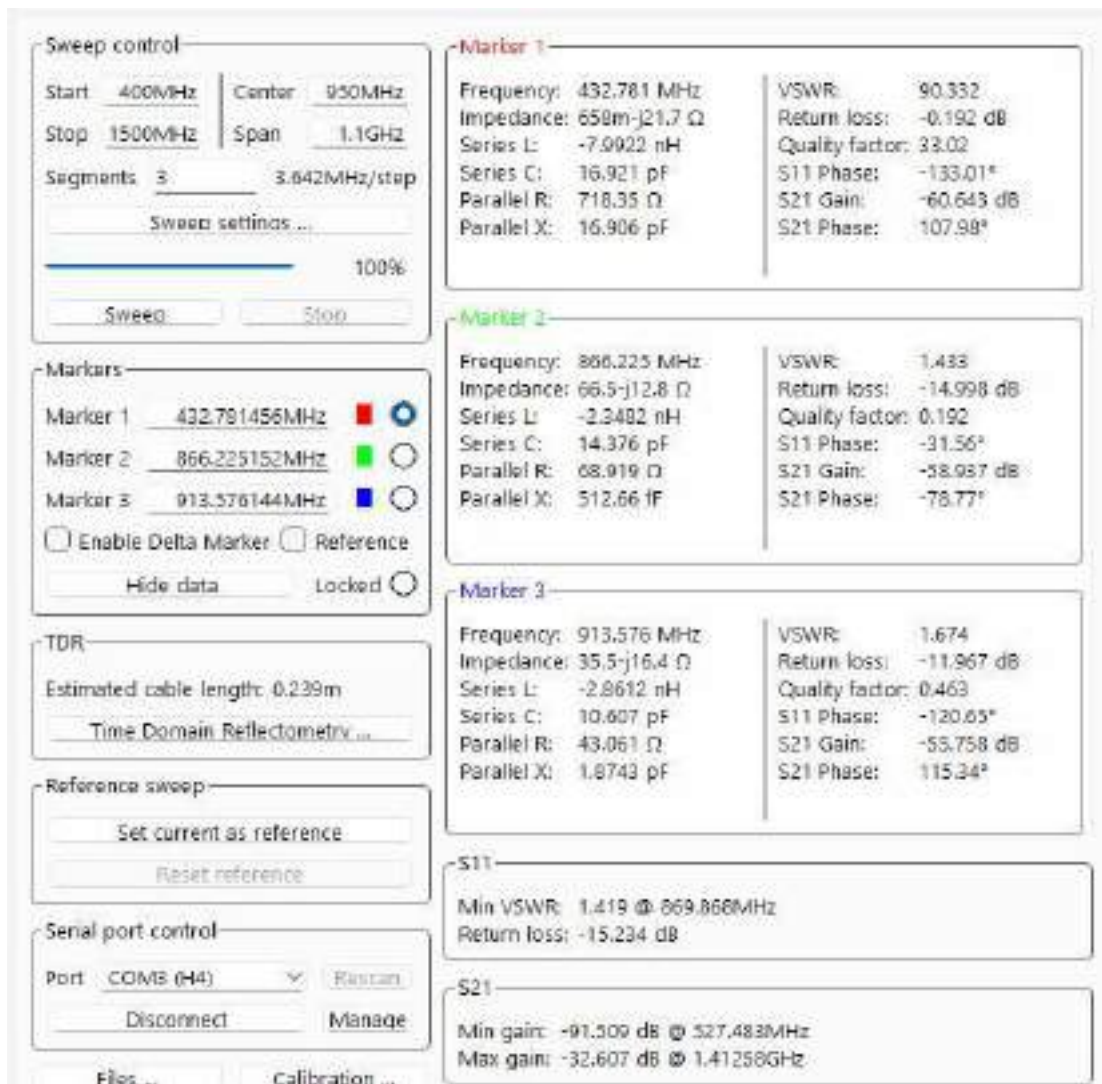 Sweep control
Start 400MHz Center 950MHz
Stop 1500MHz Span 1.1GHz
Segments 3 3.642MHz/step
Sweep settings ...
100%
Sweep Stop
Markers
Marker 1 432.781456MHz
Marker 2 866.225152MHz
Marker 3 913.576144MHz
Enable Delta Marker Reference
Hide data Locked
TDR
Estimated cable length: 0.239m
Time Domain Reflectometry ...
Reference sweep
Set current as reference
Reset reference
Serial port control
Port COM3 (H4) Rescan
Disconnect Manage
Files ... Calibration ...
Marker 1
Frequency: 432.781 MHz VSWR: 90.332
Impedance: 658m-j21.7 Ω Return loss: -0.192 dB
Series L: -7.9922 nH Quality factor: 33.02
Series C: 16.921 pF S11 Phase: -133.01°
Parallel R: 718.35 Ω S21 Gain: -60.643 dB
Parallel X: 16.906 pF S21 Phase: 107.98°
Marker 2
Frequency: 866.225 MHz VSWR: 1.433
Impedance: 66.5-j12.8 Ω Return loss: -14.998 dB
Series L: -2.3482 nH Quality factor: 0.192
Series C: 14.376 pF S11 Phase: -31.56°
Parallel R: 68.919 Ω S21 Gain: -58.937 dB
Parallel X: 512.66 fF S21 Phase: -78.77°
Marker 3
Frequency: 913.576 MHz VSWR: 1.674
Impedance: 35.5-j16.4 Ω Return loss: -11.967 dB
Series L: -2.8612 nH Quality factor: 0.463
Series C: 10.607 pF S11 Phase: -120.65°
Parallel R: 43.061 Ω S21 Gain: -55.758 dB
Parallel X: 1.8743 pF S21 Phase: 115.34°
S11
Min VSWR: 1.419 @ 869.868MHz
Return loss: -15.234 dB
S21
Min gain: -91.509 dB @ 527.483MHz
Max gain: -32.607 dB @ 1.41258GHz